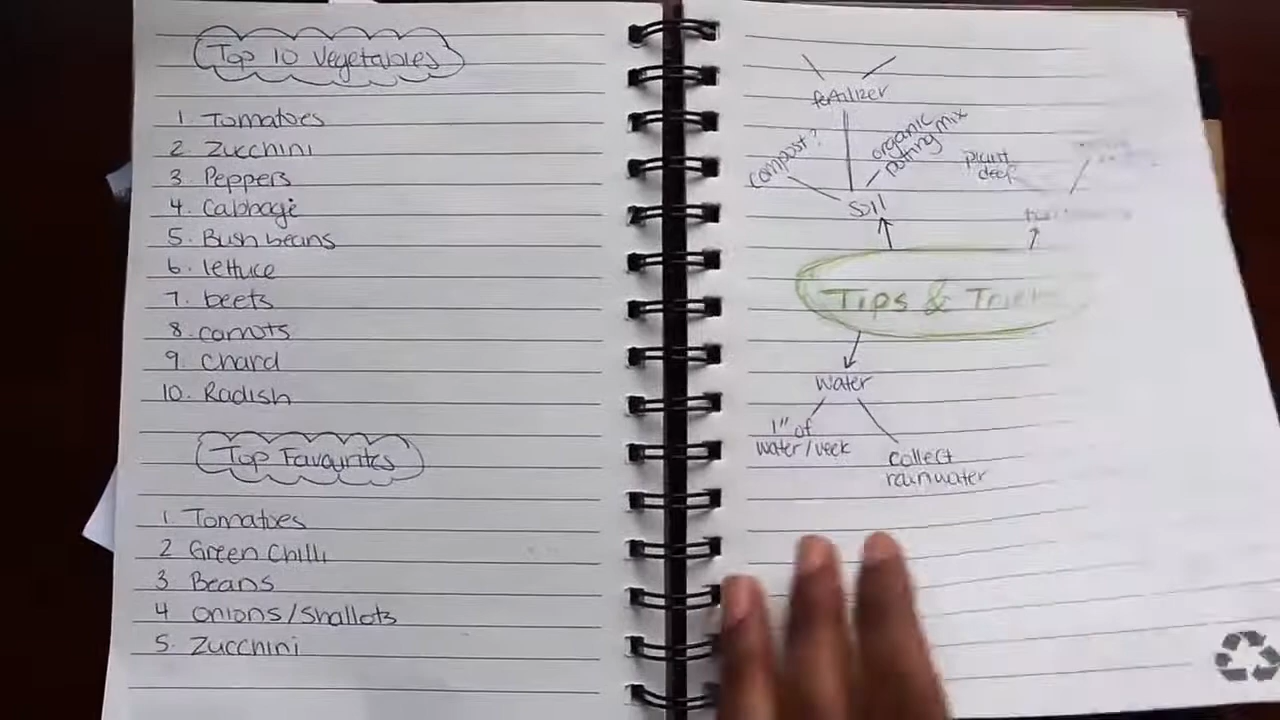 Top 10 Vegetables
1 Tomatoes
2. Zucchini
3. Peppers
4. Cabbage
5. Bush beans
6. lettuce
7. beets
8. carrots
9. Chard
10. Radish
Top Favourites
1 Tomatoes
2 Green Chilli
3 Beans
4 onions/Shallots
5. Zucchini
fertilizer
compost?
organic
potting mix
plant
deep
Soil
Tips & Tricks
Water
1" of
water/week
collect
rainwater